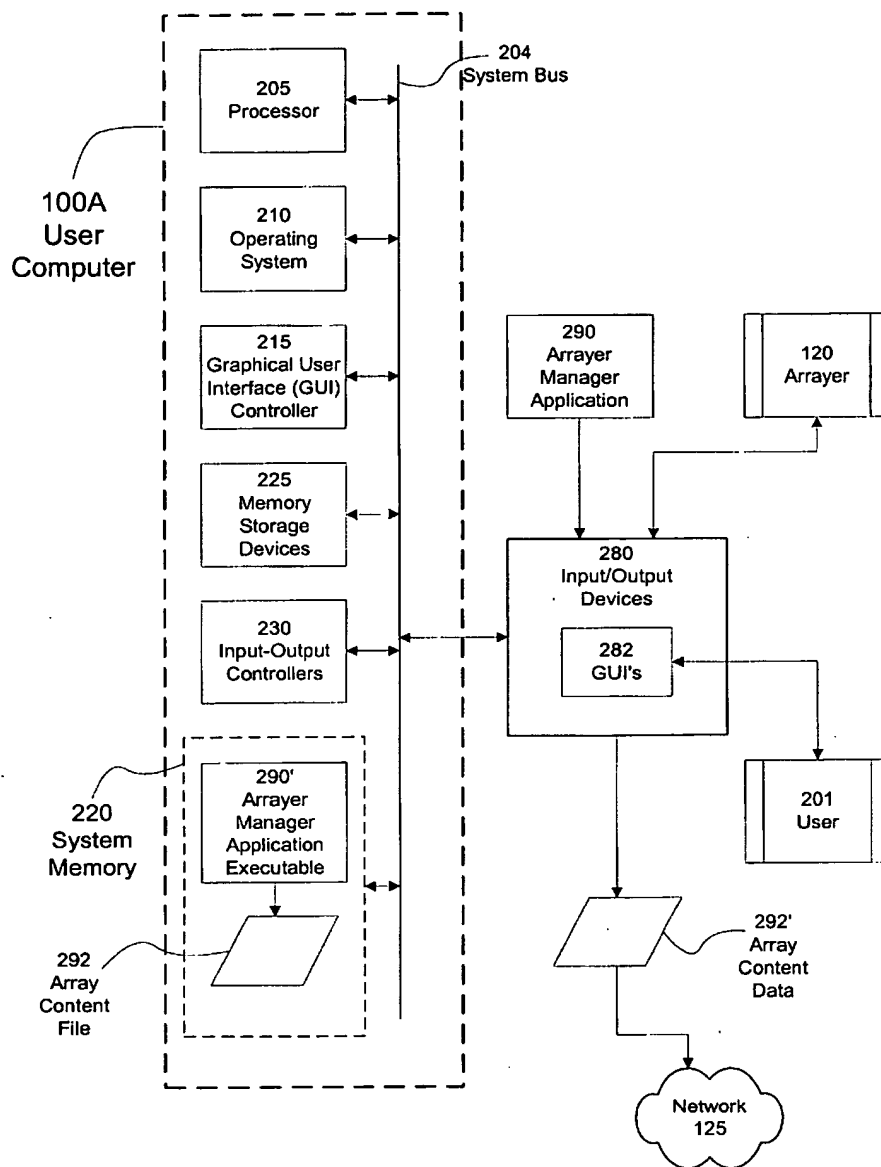 204
System Bus
205
Processor
100A
User
Computer
210
Operating
System
215
Graphical User
Interface (GUI)
Controller
290
Arrayer
Manager
Application
120
Arrayer
225
Memory
Storage
Devices
280
Input/Output
Devices
230
Input-Output
Controllers
282
GUI's
220
System
Memory
290'
Arrayer
Manager
Application
Executable
201
User
292
Array
Content
File
292'
Array
Content
Data
Network
125